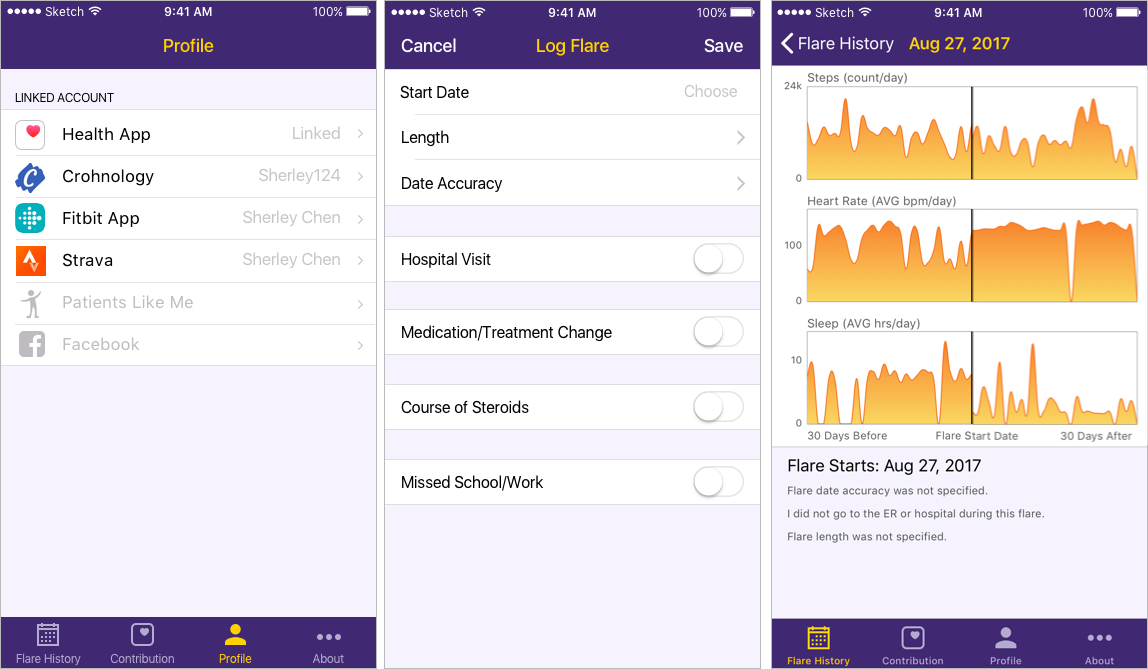 Sketch 9:41 AM 100%
Profile
LINKED ACCOUNT
Health App Linked
Crohnology Sherley124
Fitbit App Sherley Chen
Strava Sherley Chen
Patients Like Me
Facebook
Flare History Contribution Profile About
Sketch 9:41 AM 100%
Cancel Log Flare Save
Start Date Choose
Length
Date Accuracy
Hospital Visit
Medication/Treatment Change
Course of Steroids
Missed School/Work
Sketch 9:41 AM 100%
Flare History Aug 27, 2017
Steps (count/day)
24k
0
Heart Rate (AVG bpm/day)
100
0
Sleep (AVG hrs/day)
10
0
30 Days Before Flare Start Date 30 Days After
Flare Starts: Aug 27, 2017
Flare date accuracy was not specified.
I did not go to the ER or hospital during this flare.
Flare length was not specified.
Flare History Contribution Profile About